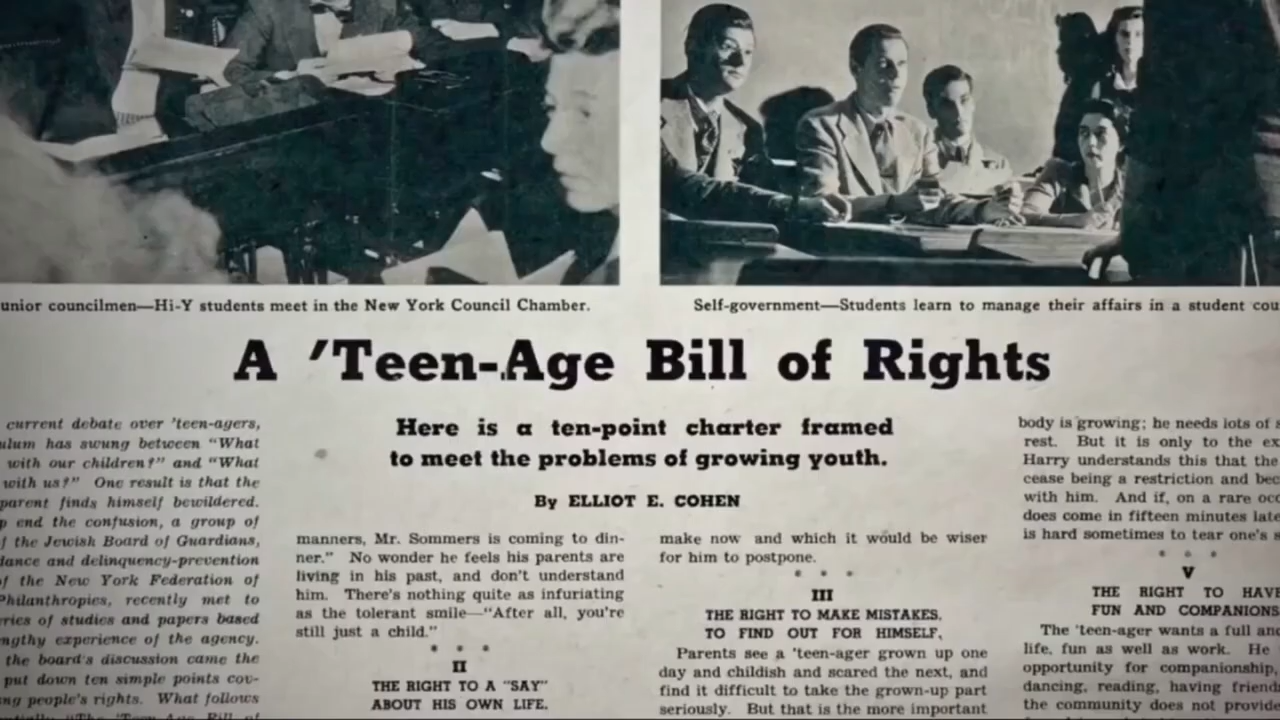 unior councilmen—Hi-Y students meet in the New York Council Chamber.
Self-government—Students learn to manage their affairs in a student cou
A 'Teen-Age Bill of Rights
Here is a ten-point charter framed
to meet the problems of growing youth.
By ELLIOT E. COHEN
current debate over 'teen-agers,
ulum has swung between "What
with our children?" and "What
with us?" One result is that the
parent finds himself bewildered.
p end the confusion, a group of
f the Jewish Board of Guardians,
dance and delinquency-prevention
of the New York Federation of
Philanthropies, recently met to
ries of studies and papers based
ngthy experience of the agency.
the board's discussion came the
put down ten simple points cov-
ng people's rights. What follows
"The 'Teen-Age Bill of
manners, Mr. Sommers is coming to din-
ner." No wonder he feels his parents are
living in his past, and don't understand
him. There's nothing quite as infuriating
as the tolerant smile—"After all, you're
still just a child."
* * *
II
THE RIGHT TO A "SAY"
ABOUT HIS OWN LIFE.
make now and which it would be wiser
for him to postpone.
* * *
III
THE RIGHT TO MAKE MISTAKES,
TO FIND OUT FOR HIMSELF,
Parents see a 'teen-ager grown up one
day and childish and scared the next, and
find it difficult to take the grown-up part
seriously. But that is the more important
body is growing; he needs lots of s
rest. But it is only to the ex
Harry understands this that the
cease being a restriction and bec
with him. And if, on a rare occ
does come in fifteen minutes late
is hard sometimes to tear one's s
* * *
V
THE RIGHT TO HAVE
FUN AND COMPANIONS
The 'teen-ager wants a full and
life, fun as well as work. He
opportunity for companionship,
dancing, reading, having friend
the community does not provide